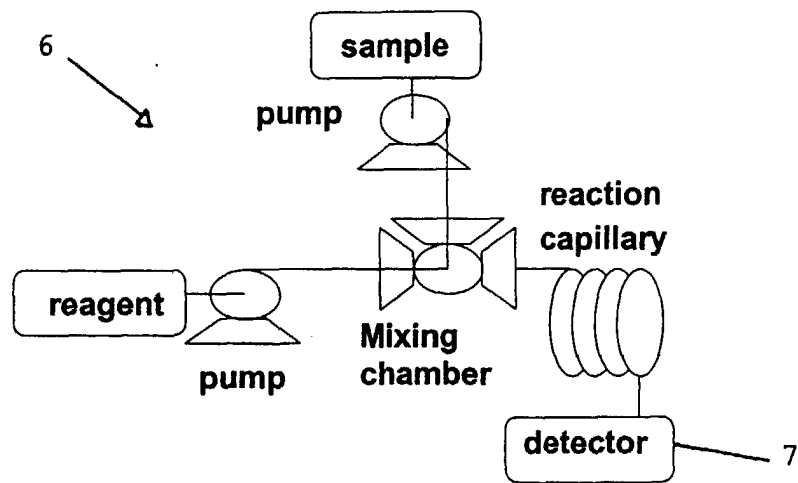 6
sample
pump
reaction
capillary
reagent
pump
Mixing
chamber
detector
7